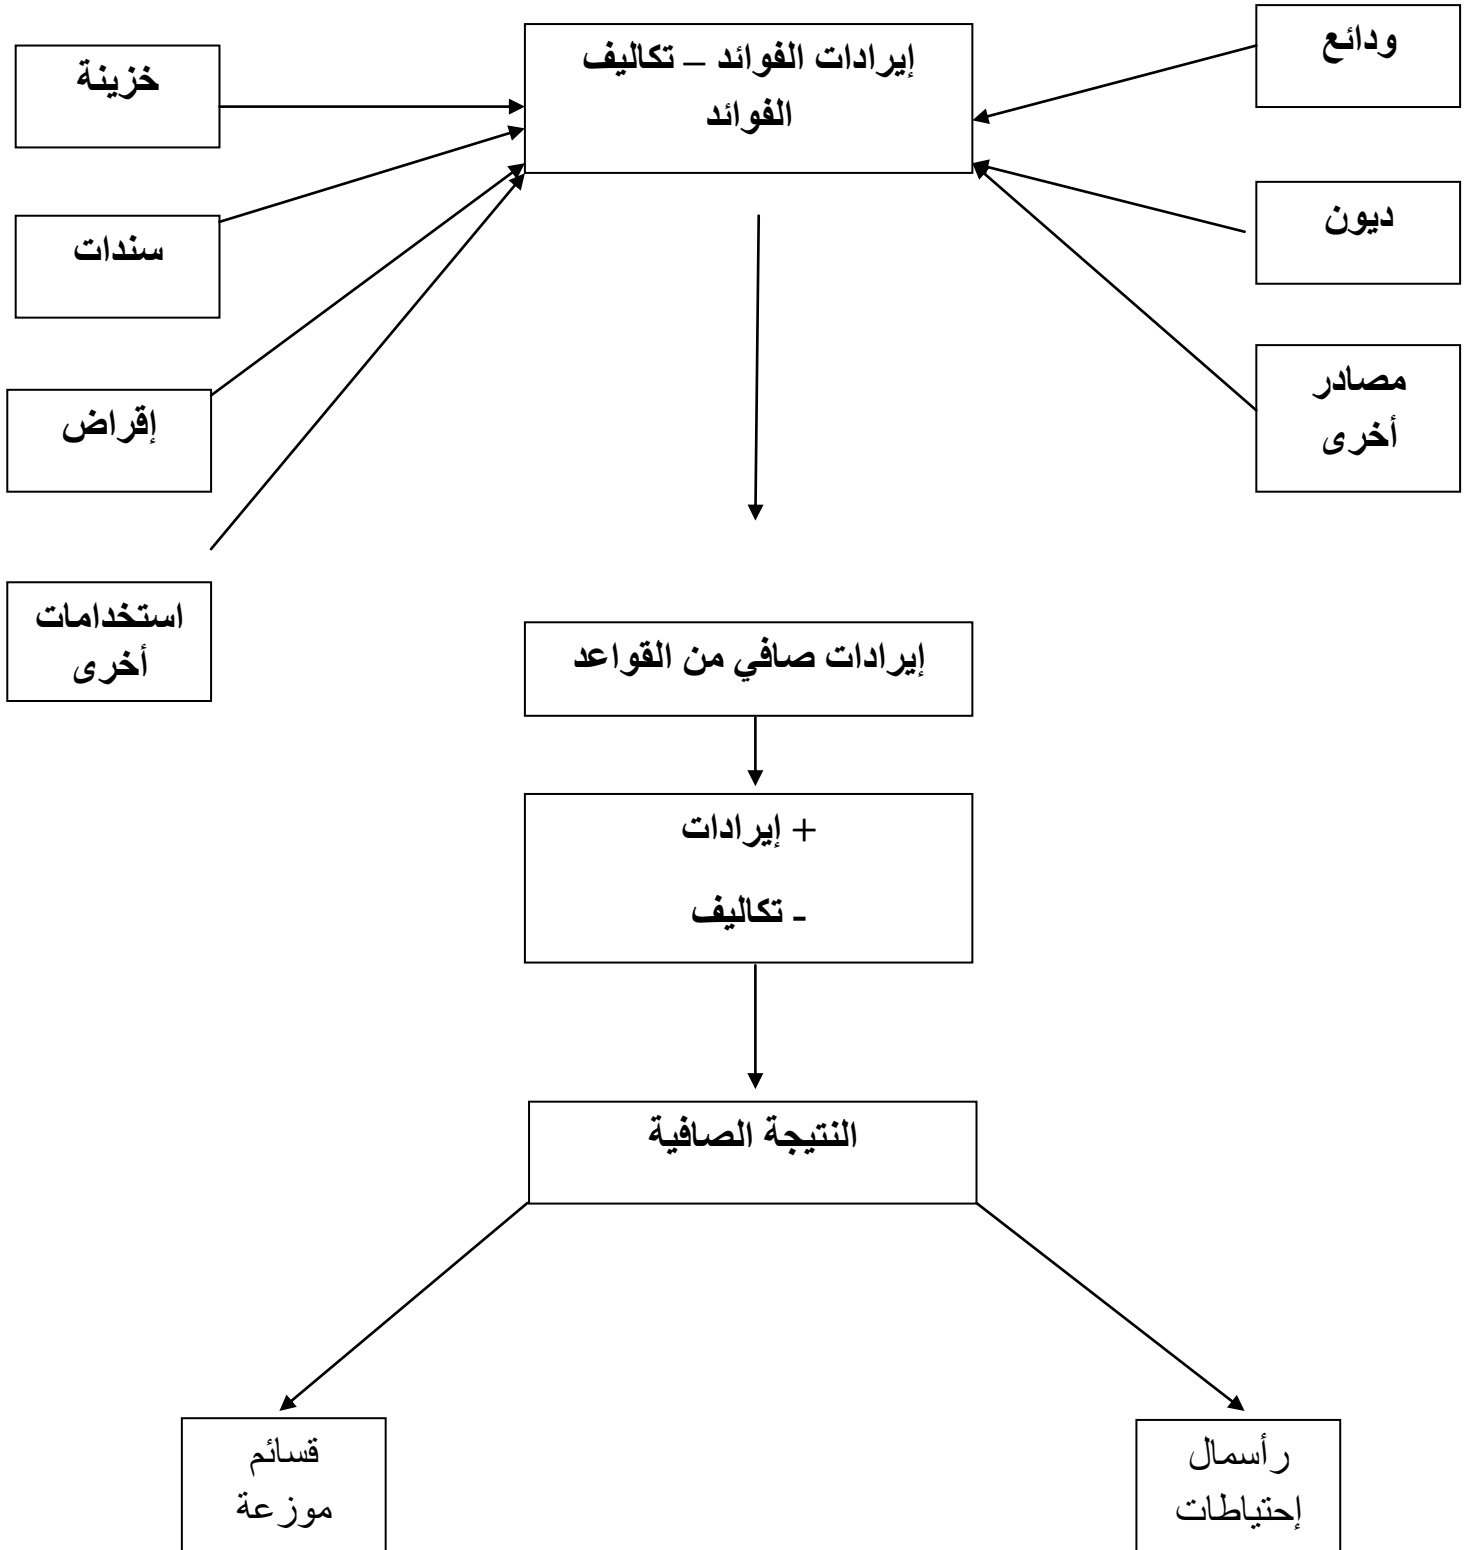 ودائع
إيرادات الفوائد – تكاليف
الفوائد
خزينة
ديون
سندات
مصادر
أخرى
إقراض
استخدامات
أخرى
إيرادات صافي من القواعد
+ إيرادات
- تكاليف
النتيجة الصافية
رأسمال
إحتياطات
قسائم
موزعة